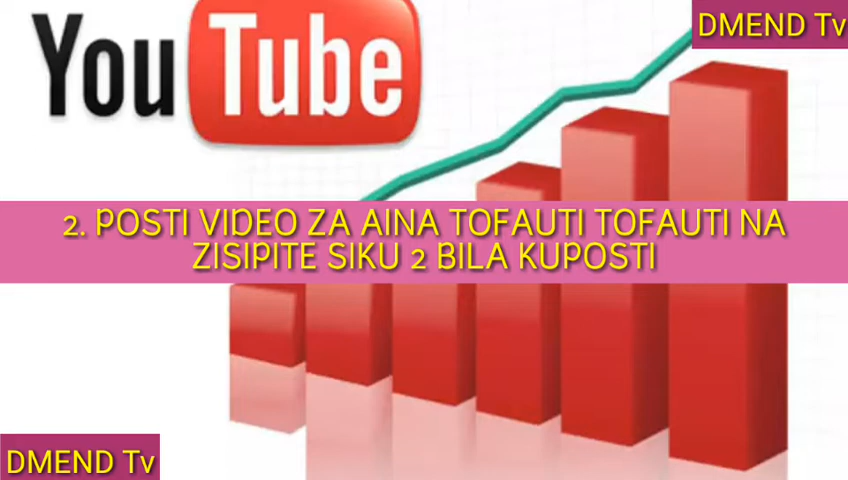 YouTube
DMEND Tv
2. POSTI VIDEO ZA AINA TOFAUTI TOFAUTI NA
ZISIPITE SIKU 2 BILA KUPOSTI
DMEND Tv